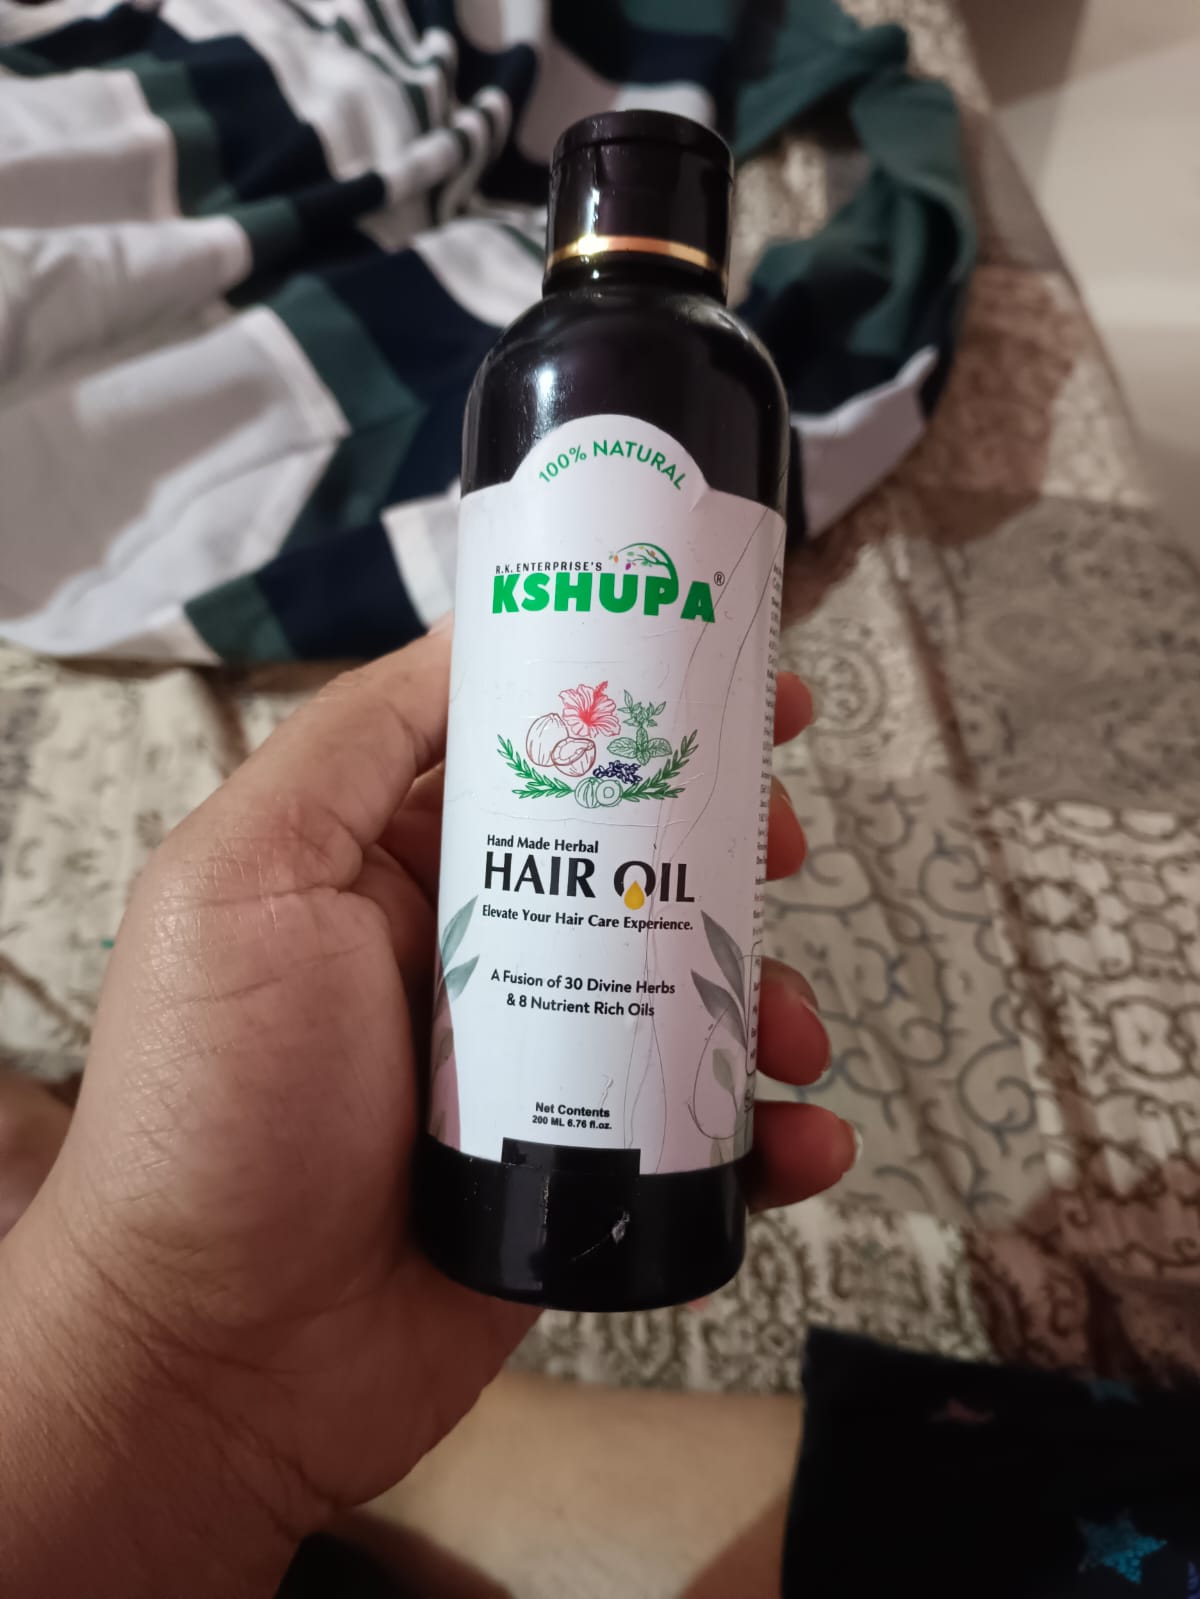 100% NATURAL
R.K. ENTERPRISE'S
KSHUPA®
Hand Made Herbal
HAIR OIL
Elevate Your Hair Care Experience.
A Fusion of 30 Divine Herbs
& 8 Nutrient Rich Oils
Net Contents
200 ML 6.76 fl.oz.